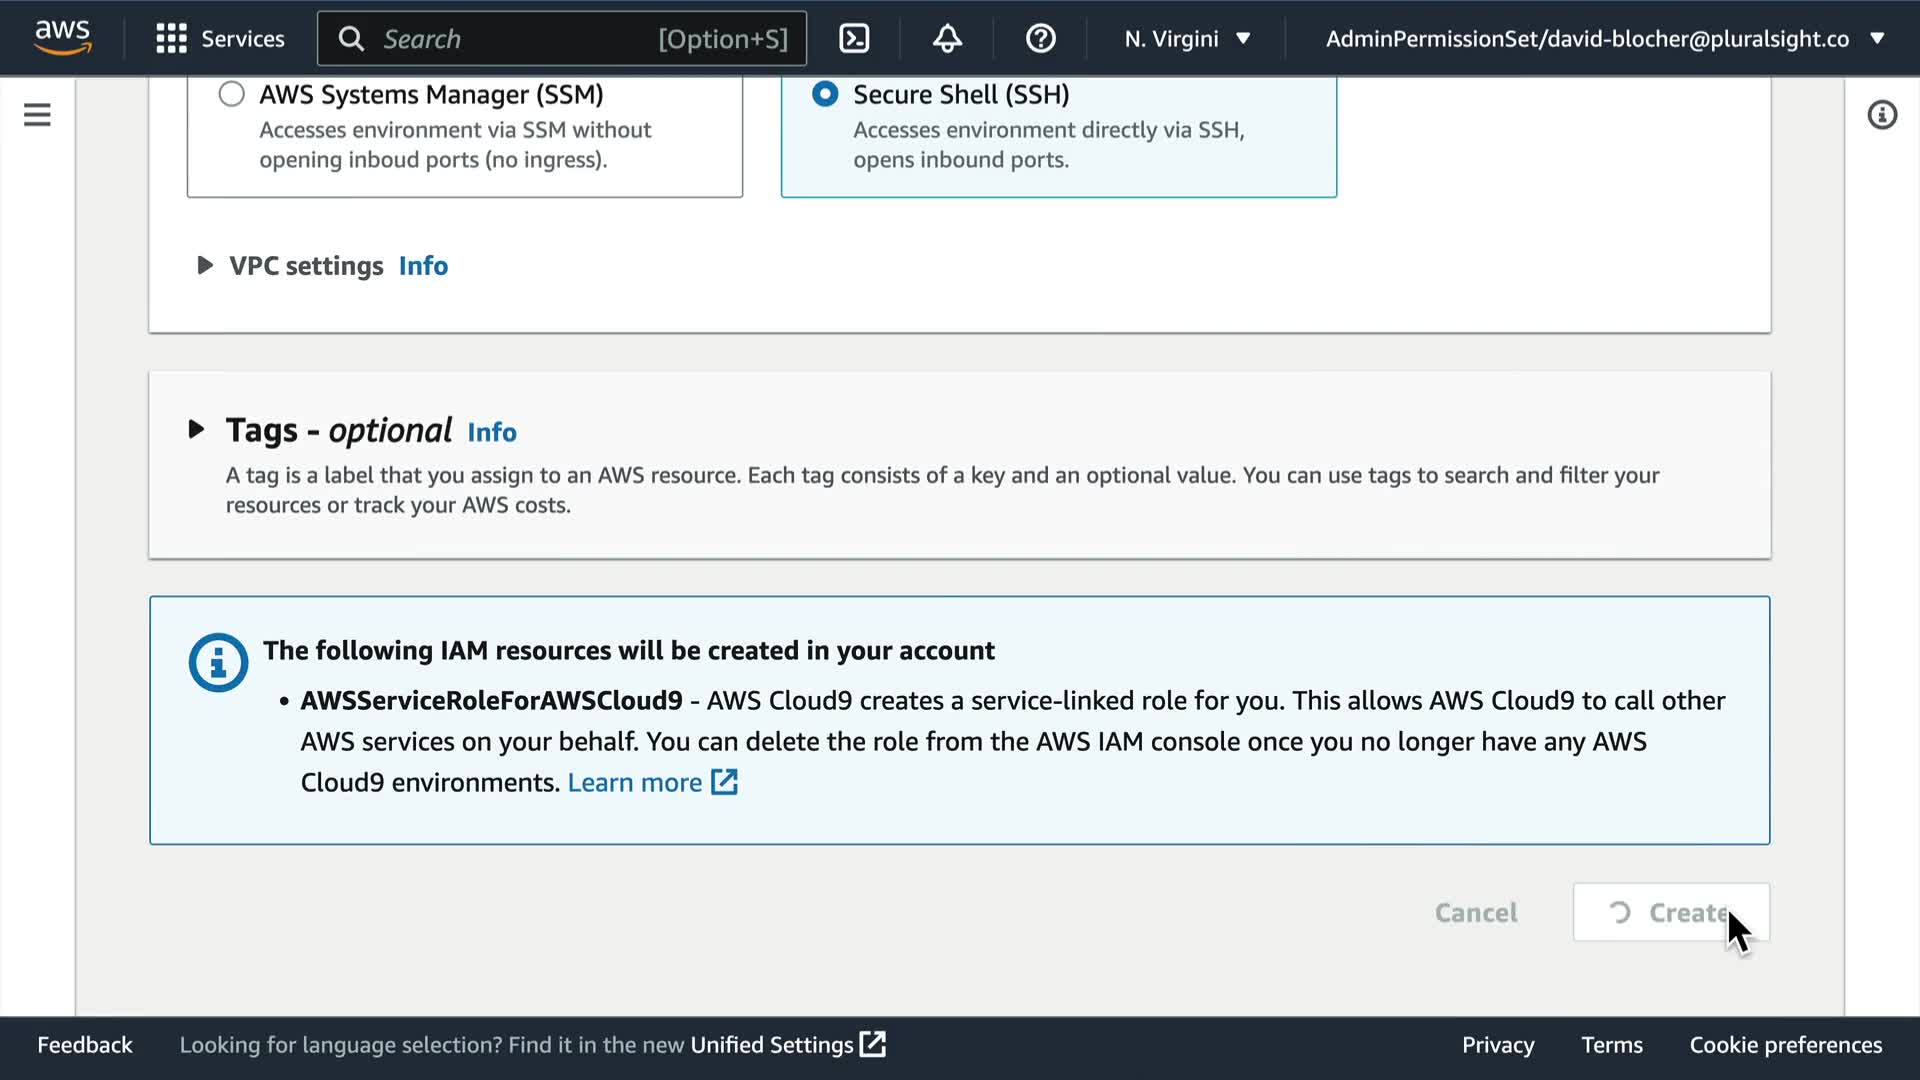 aws
Services
Search
[Option+S]
N. Virgini
AdminPermissionSet/david-blocher@pluralsight.co
AWS Systems Manager (SSM)
Accesses environment via SSM without
opening inboud ports (no ingress).
Secure Shell (SSH)
Accesses environment directly via SSH,
opens inbound ports.
VPC settings Info
Tags - optional Info
A tag is a label that you assign to an AWS resource. Each tag consists of a key and an optional value. You can use tags to search and filter your
resources or track your AWS costs.
The following IAM resources will be created in your account
• AWSServiceRoleForAWSCloud9 - AWS Cloud9 creates a service-linked role for you. This allows AWS Cloud9 to call other
AWS services on your behalf. You can delete the role from the AWS IAM console once you no longer have any AWS
Cloud9 environments. Learn more
Cancel
Create
Feedback
Looking for language selection? Find it in the new Unified Settings
Privacy
Terms
Cookie preferences